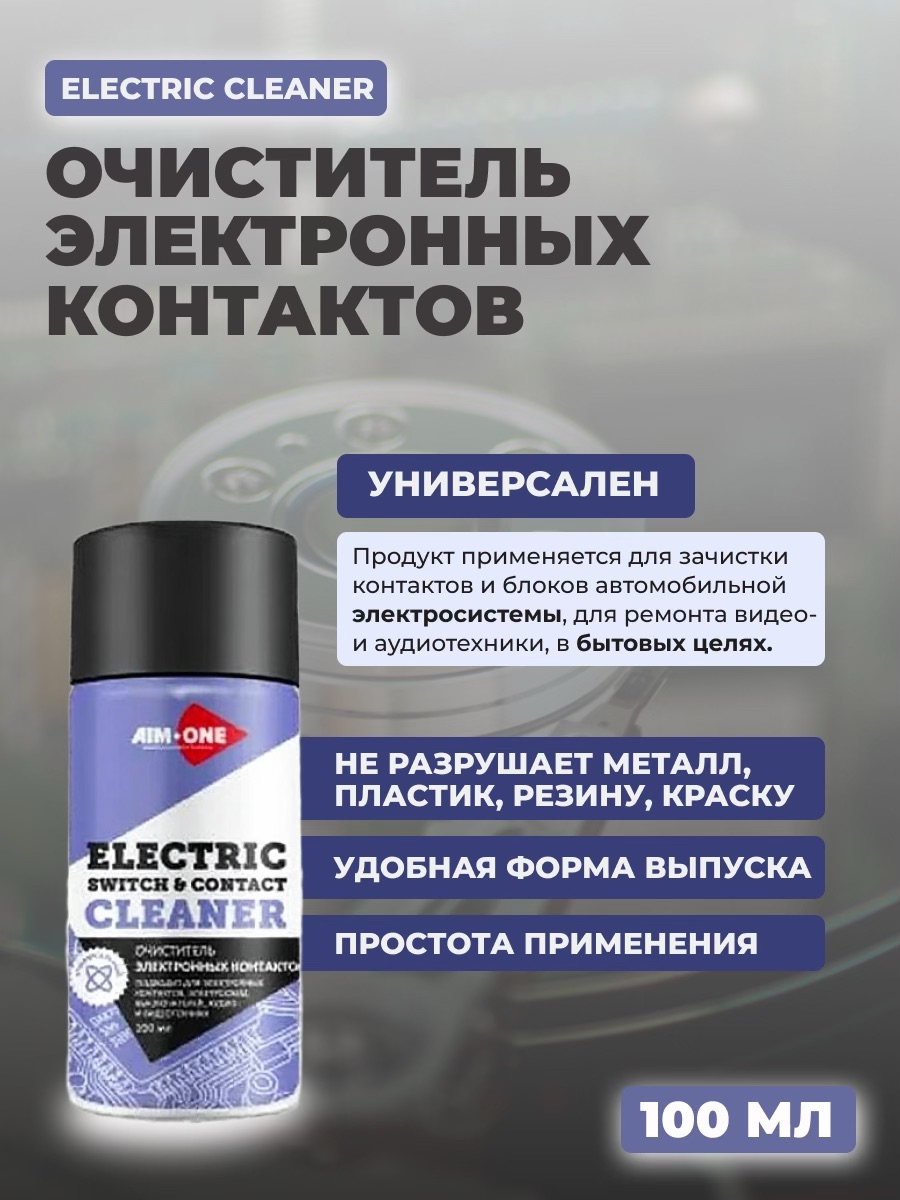 ELECTRIC CLEANER
ОЧИСТИТЕЛЬ
ЭЛЕКТРОННЫХ
КОНТАКТОВ
УНИВЕРСАЛЕН
Продукт применяется для зачистки
контактов и блоков автомобильной
электросистемы, для ремонта видео-
и аудиотехники, в бытовых целях.
НЕ РАЗРУШАЕТ МЕТАЛЛ,
ПЛАСТИК, РЕЗИНУ, КРАСКУ
УДОБНАЯ ФОРМА ВЫПУСКА
ПРОСТОТА ПРИМЕНЕНИЯ
AIM-ONE
ELECTRIC
SWITCH & CONTACT
CLEANER
ОЧИСТИТЕЛЬ
ЭЛЕКТРОННЫХ КОНТАКТО
100 МЛ